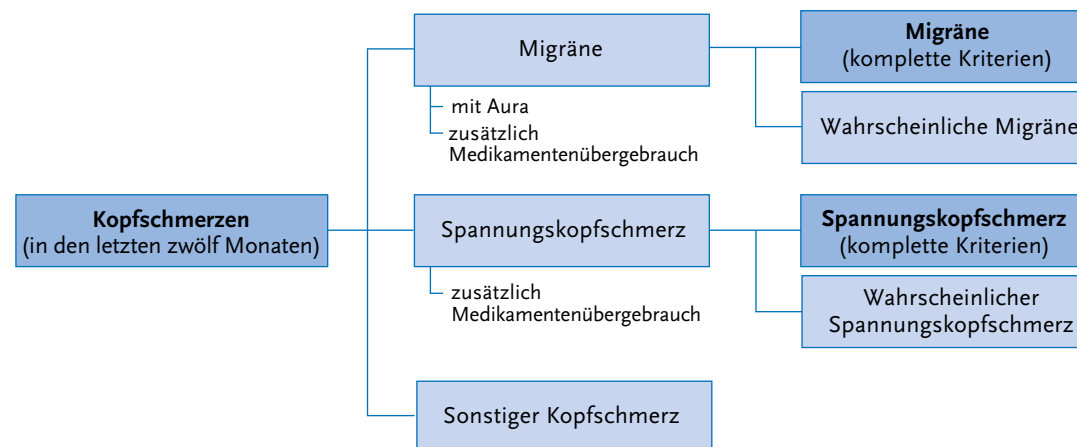 Kopfschmerzen
(in den letzten zwölf Monaten)
Migräne
mit Aura
zusätzlich
Medikamentenübergebrauch
Migräne
(komplette Kriterien)
Wahrscheinliche Migräne
Spannungskopfschmerz
zusätzlich
Medikamentenübergebrauch
Spannungskopfschmerz
(komplette Kriterien)
Wahrscheinlicher
Spannungskopfschmerz
Sonstiger Kopfschmerz